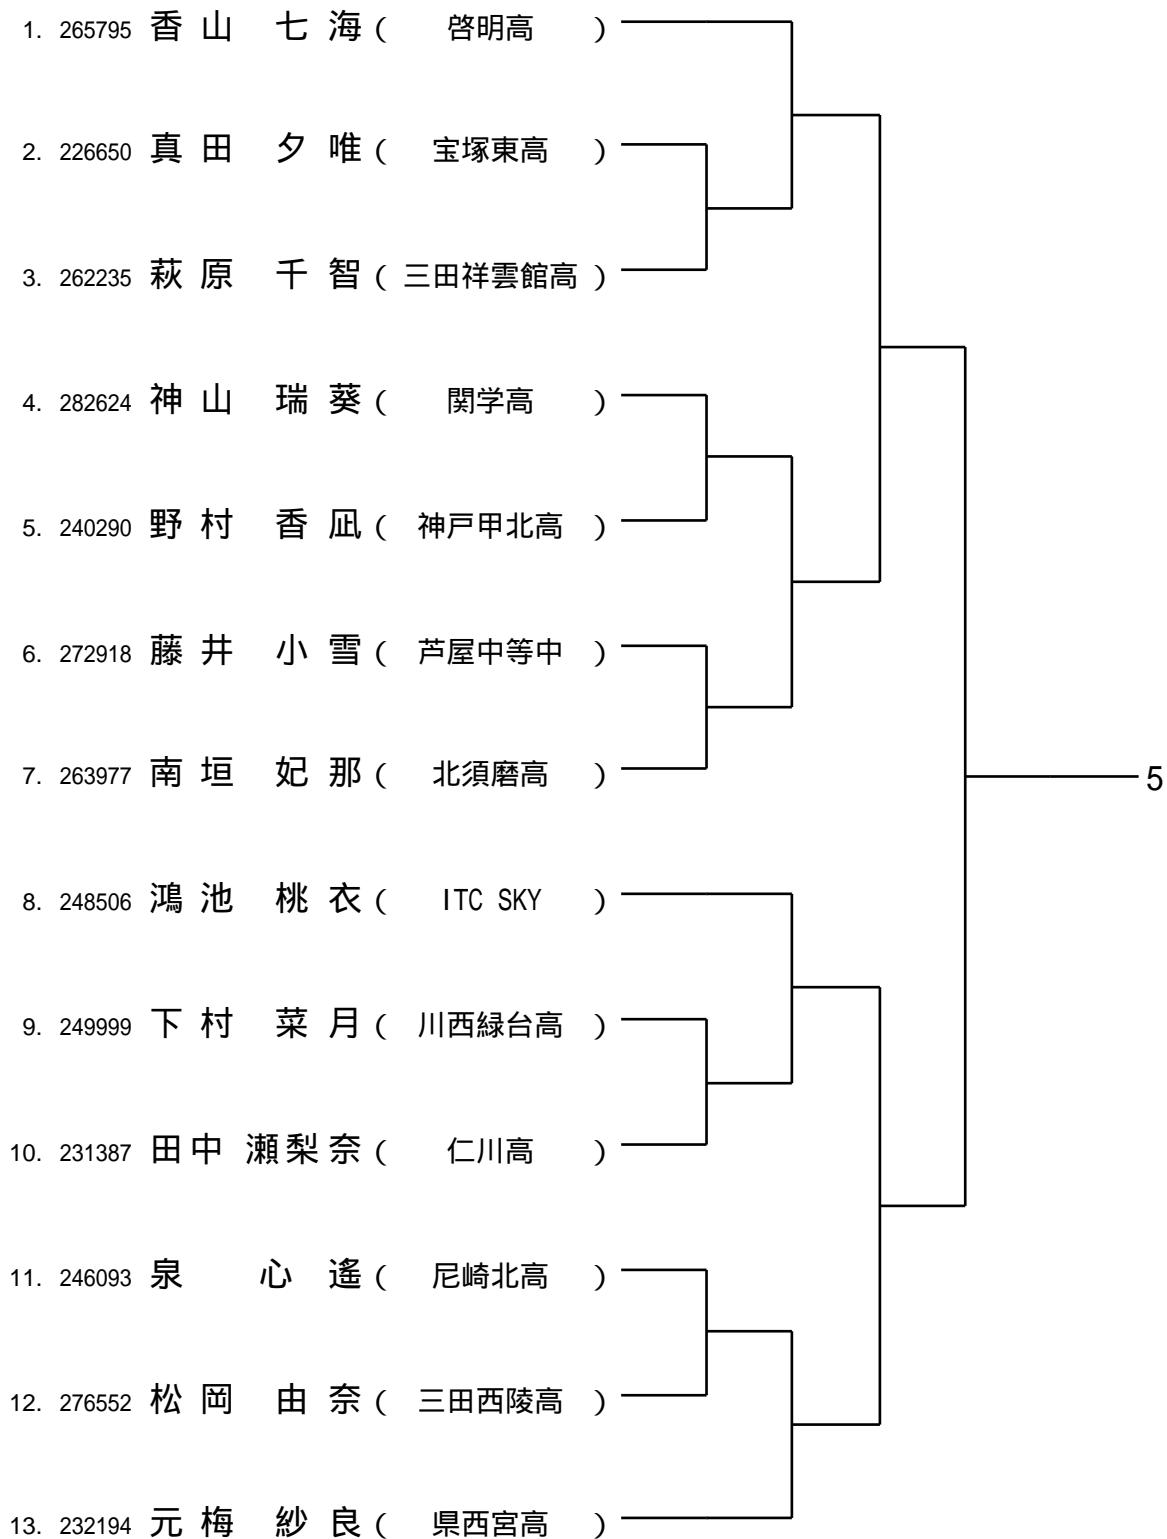 1. 265795 香山 七海 ( 啓明高 )
2. 226650 真田 夕唯 ( 宝塚東高 )
3. 262235 萩原 千智 ( 三田祥雲館高 )
4. 282624 神山 瑞葵 ( 関学高 )
5. 240290 野村 香凪 ( 神戸甲北高 )
6. 272918 藤井 小雪 ( 芦屋中等中 )
7. 263977 南垣 妃那 ( 北須磨高 )
5
8. 248506 鴻池 桃衣 ( ITC SKY )
9. 249999 下村 菜月 ( 川西緑台高 )
10. 231387 田中 瀬梨奈 ( 仁川高 )
11. 246093 泉 心遙 ( 尼崎北高 )
12. 276552 松岡 由奈 ( 三田西陵高 )
13. 232194 元梅 紗良 ( 県西宮高 )